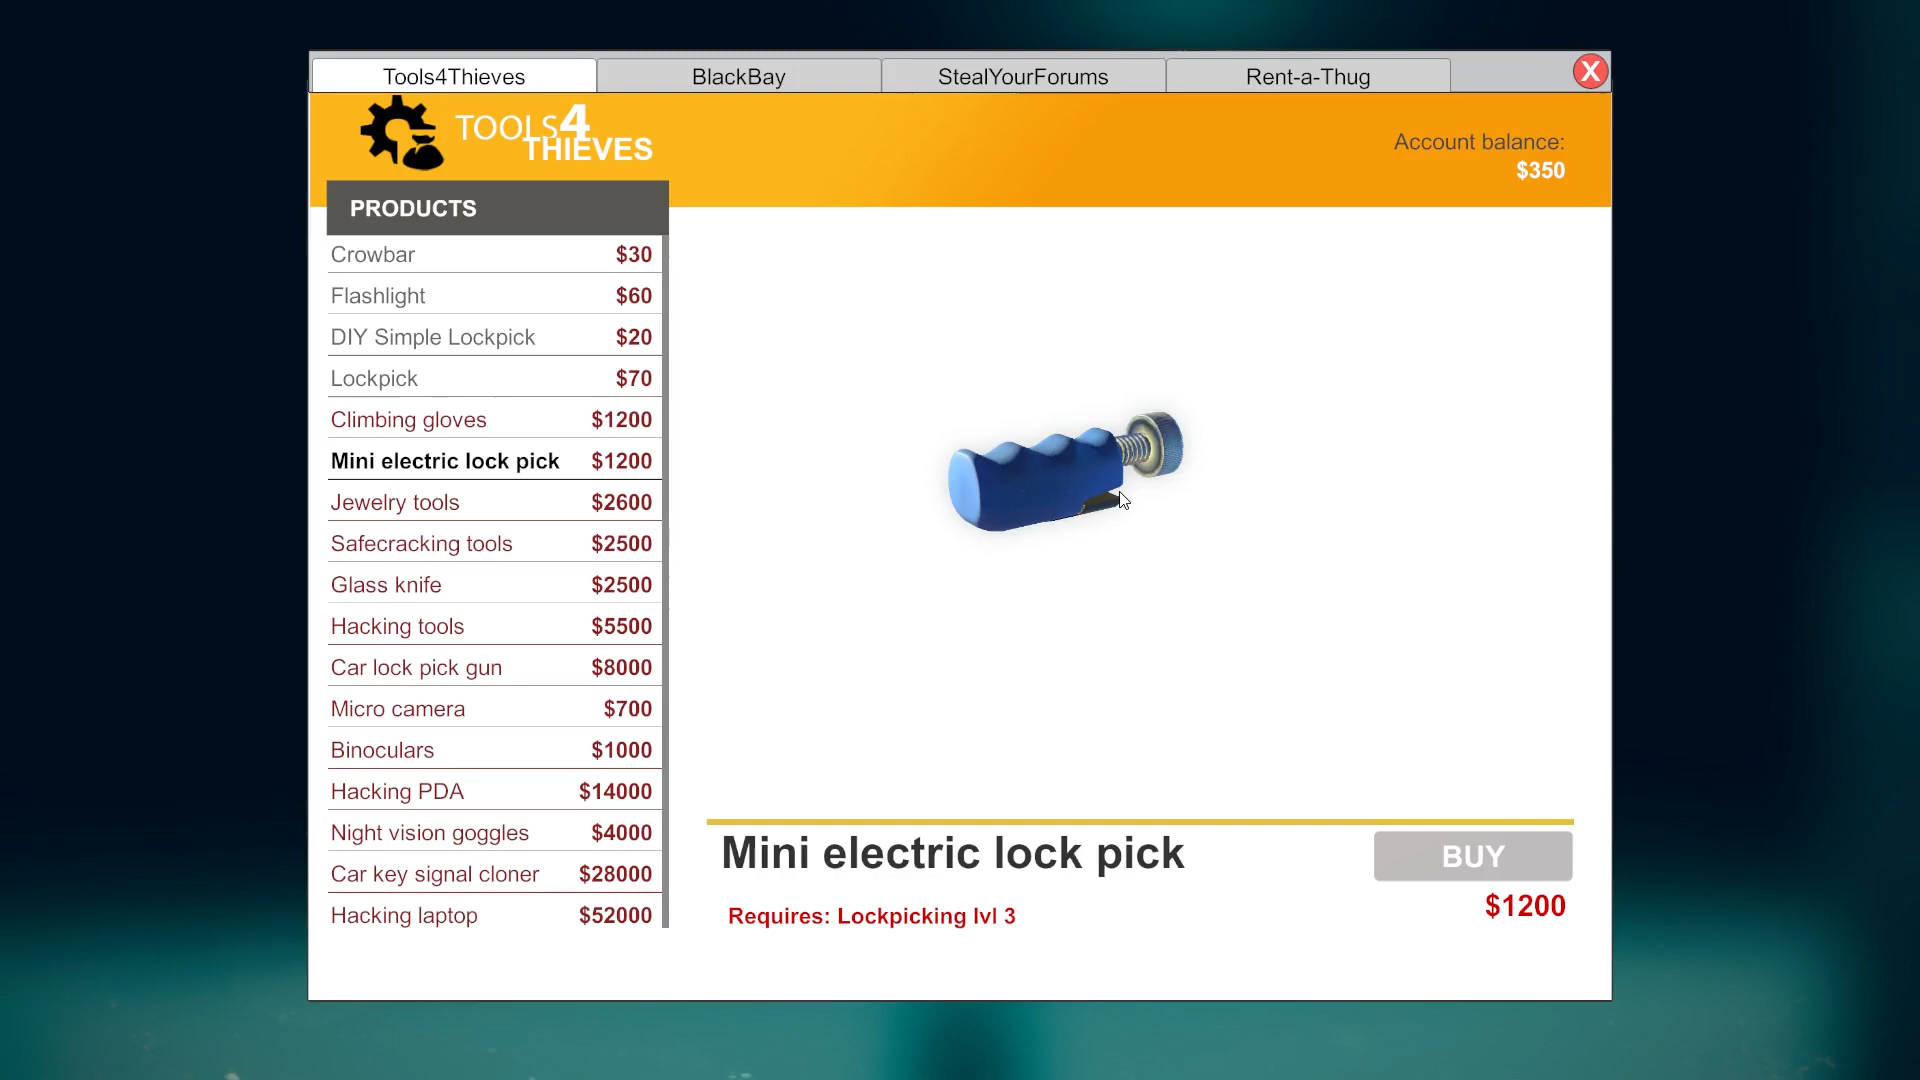 Tools4Thieves BlackBay StealYourForums Rent-a-Thug X
TOOLS4
THIEVES
Account balance:
$350
PRODUCTS
Crowbar $30
Flashlight $60
DIY Simple Lockpick $20
Lockpick $70
Climbing gloves $1200
Mini electric lock pick $1200
Jewelry tools $2600
Safecracking tools $2500
Glass knife $2500
Hacking tools $5500
Car lock pick gun $8000
Micro camera $700
Binoculars $1000
Hacking PDA $14000
Night vision goggles $4000
Car key signal cloner $28000
Hacking laptop $52000
Mini electric lock pick
BUY
$1200
Requires: Lockpicking lvl 3